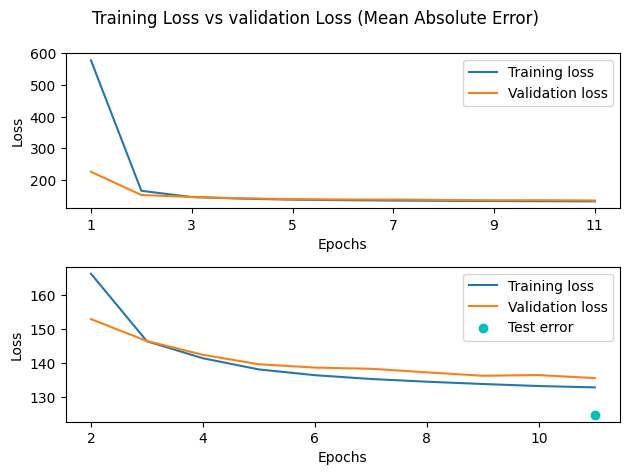 Training Loss vs validation Loss (Mean Absolute Error)
600
500
400
300
200
Loss
Training loss
Validation loss
1
3
5
7
9
11
Epochs
160
150
140
130
Loss
Training loss
Validation loss
Test error
2
4
6
8
10
Epochs